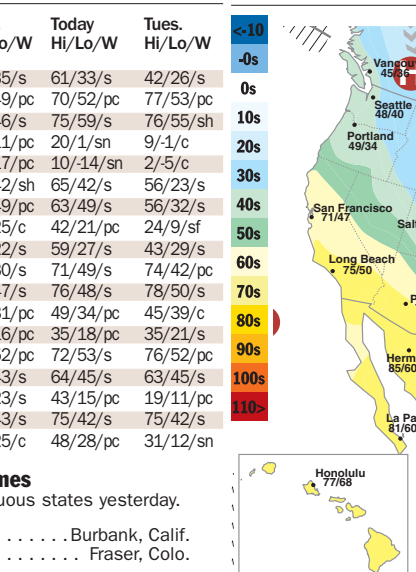 Today Tues.
o/W Hi/Lo/W Hi/Lo/W
35/s 61/33/s 42/26/s
9/pc 70/52/pc 77/53/pc
6/s 75/59/s 76/55/sh
1/pc 20/1/sn 9/-1/c
7/pc 10/-14/sn 2/-5/c
2/sh 65/42/s 56/23/s
9/pc 63/49/s 56/32/s
25/c 42/21/pc 24/9/sf
2/s 59/27/s 43/29/s
0/s 71/49/s 74/42/pc
7/s 76/48/s 78/50/s
1/pc 49/34/pc 45/39/c
6/pc 35/18/pc 35/21/s
2/pc 72/53/s 76/52/pc
3/s 64/45/s 63/45/s
3/s 43/15/pc 19/11/pc
3/s 75/42/s 75/42/s
25/c 48/28/pc 31/12/sn
mes
uous states yesterday.
. . . . . . . Burbank, Calif.
. . . . . . . . Fraser, Colo.
<-10
-0s
0s
10s
20s
30s
40s
50s
60s
70s
80s
90s
100s
110>
Vancouv
45/36
Seattle
48/40
Portland
49/34
San Francisco
71/47
Salt
Long Beach
75/50
P
Herm
85/60
La Pa
81/60
Honolulu
77/68